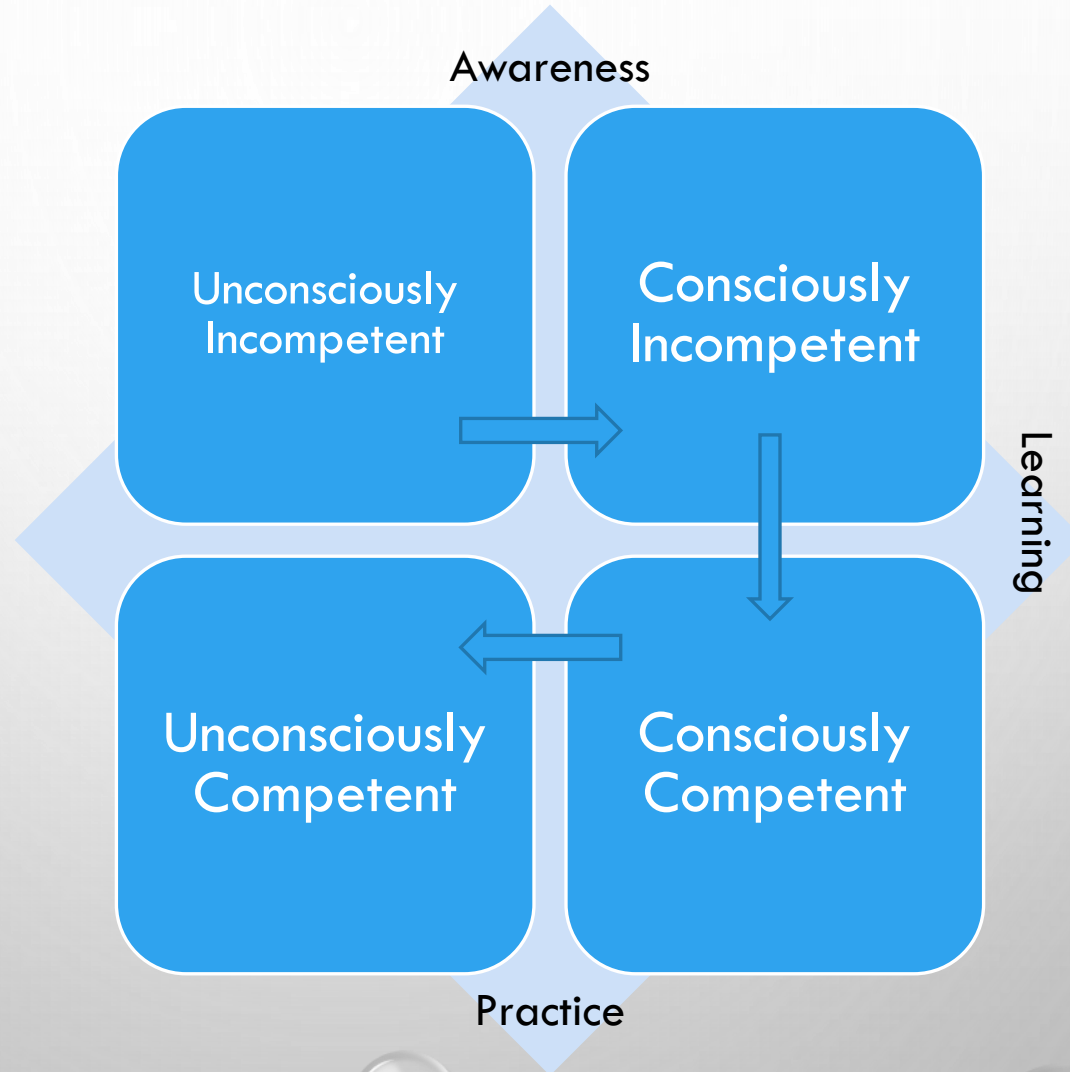 Awareness
Unconsciously
Incompetent
Consciously
Incompetent
Learning
Unconsciously
Competent
Consciously
Competent
Practice